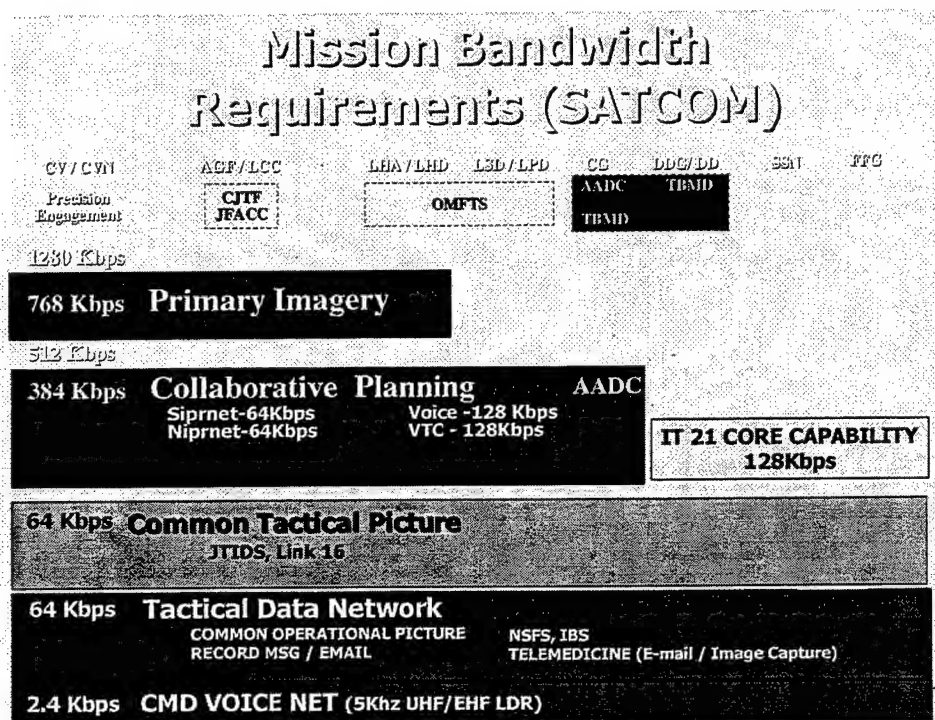 Mission Bandwidth
Requirements (SATCOM)
CV / CVN AGF / LCC LHA / LHD LSD / LPD CG DDG/DD SSN FFG
Precision
Engagement
CJTF
JFACC
OMFTS
AADC TBMD
TBMD
1280 Kbps
768 Kbps Primary Imagery
512 Kbps
384 Kbps Collaborative Planning AADC
Siprnet-64Kbps Voice -128 Kbps
Niprnet-64Kbps VTC - 128Kbps
IT 21 CORE CAPABILITY
128Kbps
64 Kbps Common Tactical Picture
JTIDS, Link 16
64 Kbps Tactical Data Network
COMMON OPERATIONAL PICTURE NSFS, IBS
RECORD MSG / EMAIL TELEMEDICINE (E-mail / Image Capture)
2.4 Kbps CMD VOICE NET (5Khz UHF/EHF LDR)